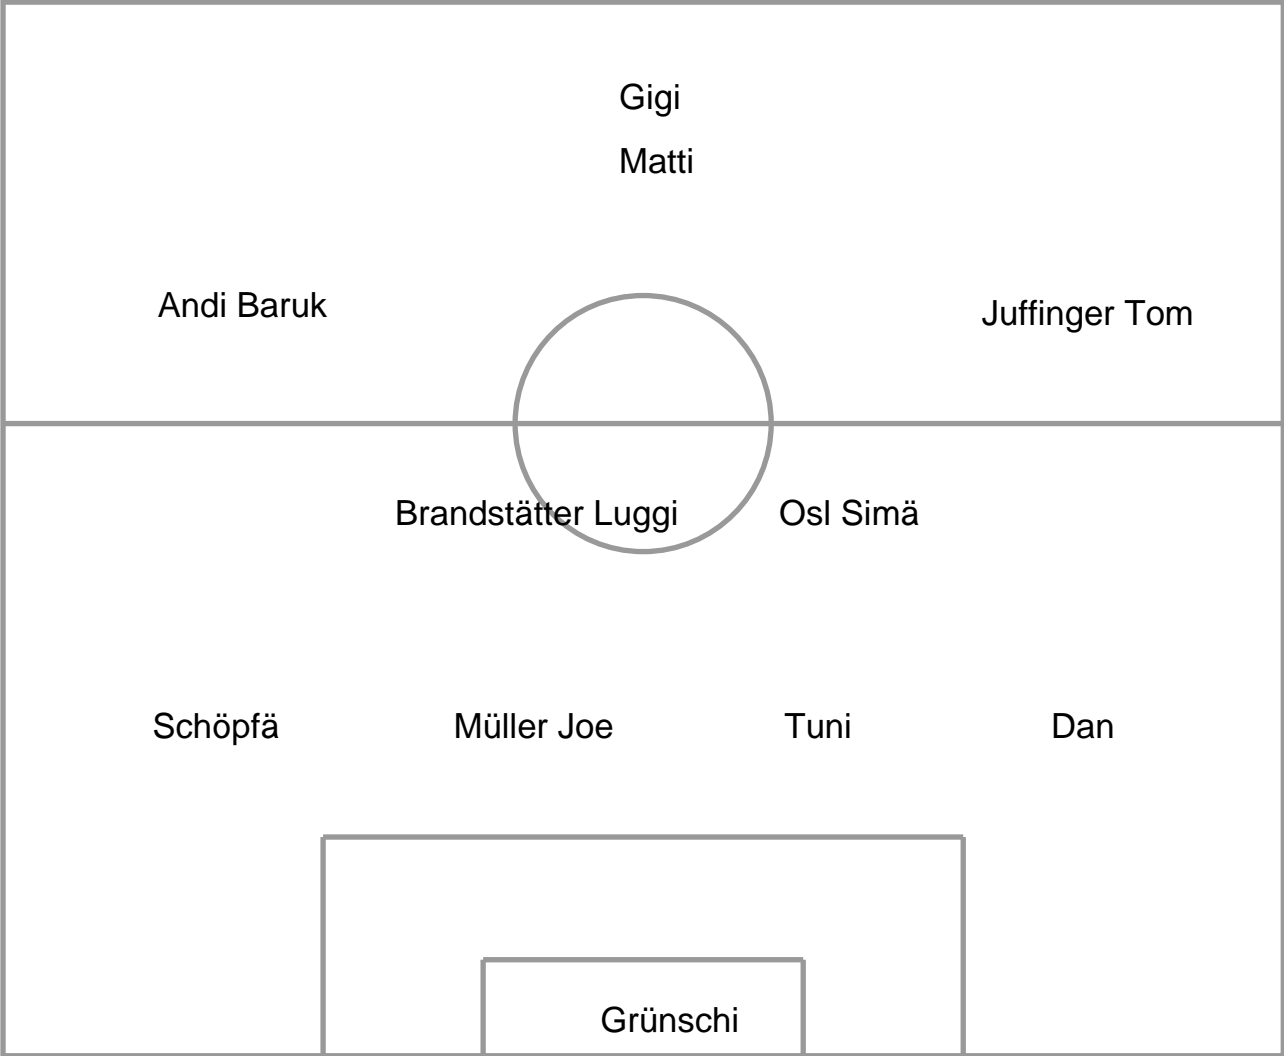 Gigi
Matti
Andi Baruk
Juffinger Tom
Brandstätter Luggi
Osl Simä
Schöpfä
Müller Joe
Tuni
Dan
Grünschi